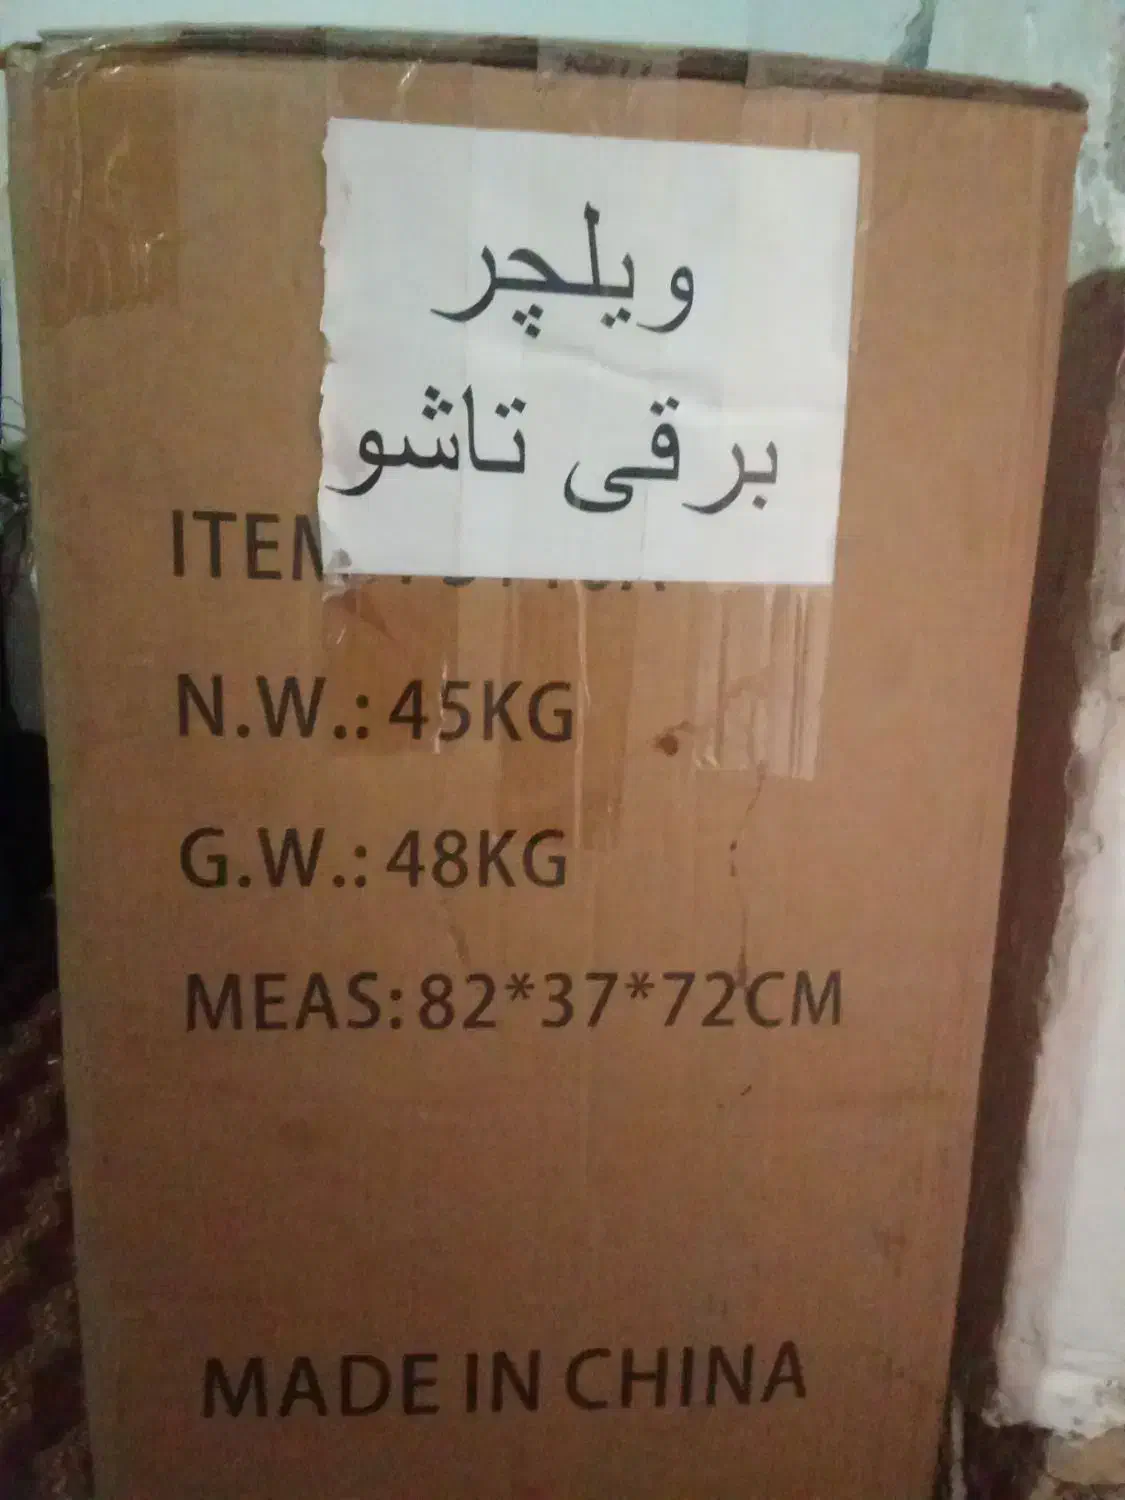 ویلچر
برقی تاشو
ITEM
N.W.: 45KG
G.W.: 48KG
MEAS: 82*37*72CM
MADE IN CHINA